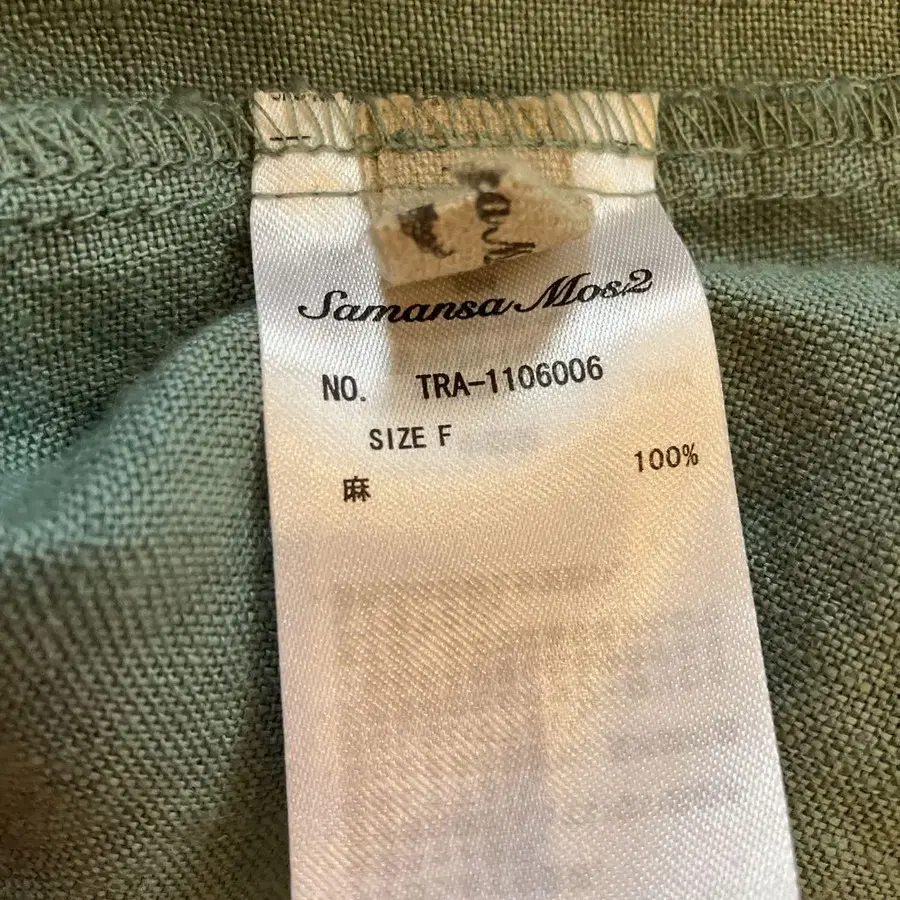 Samansa Mos2
NO. TRA-1106006
SIZE F
麻 100%